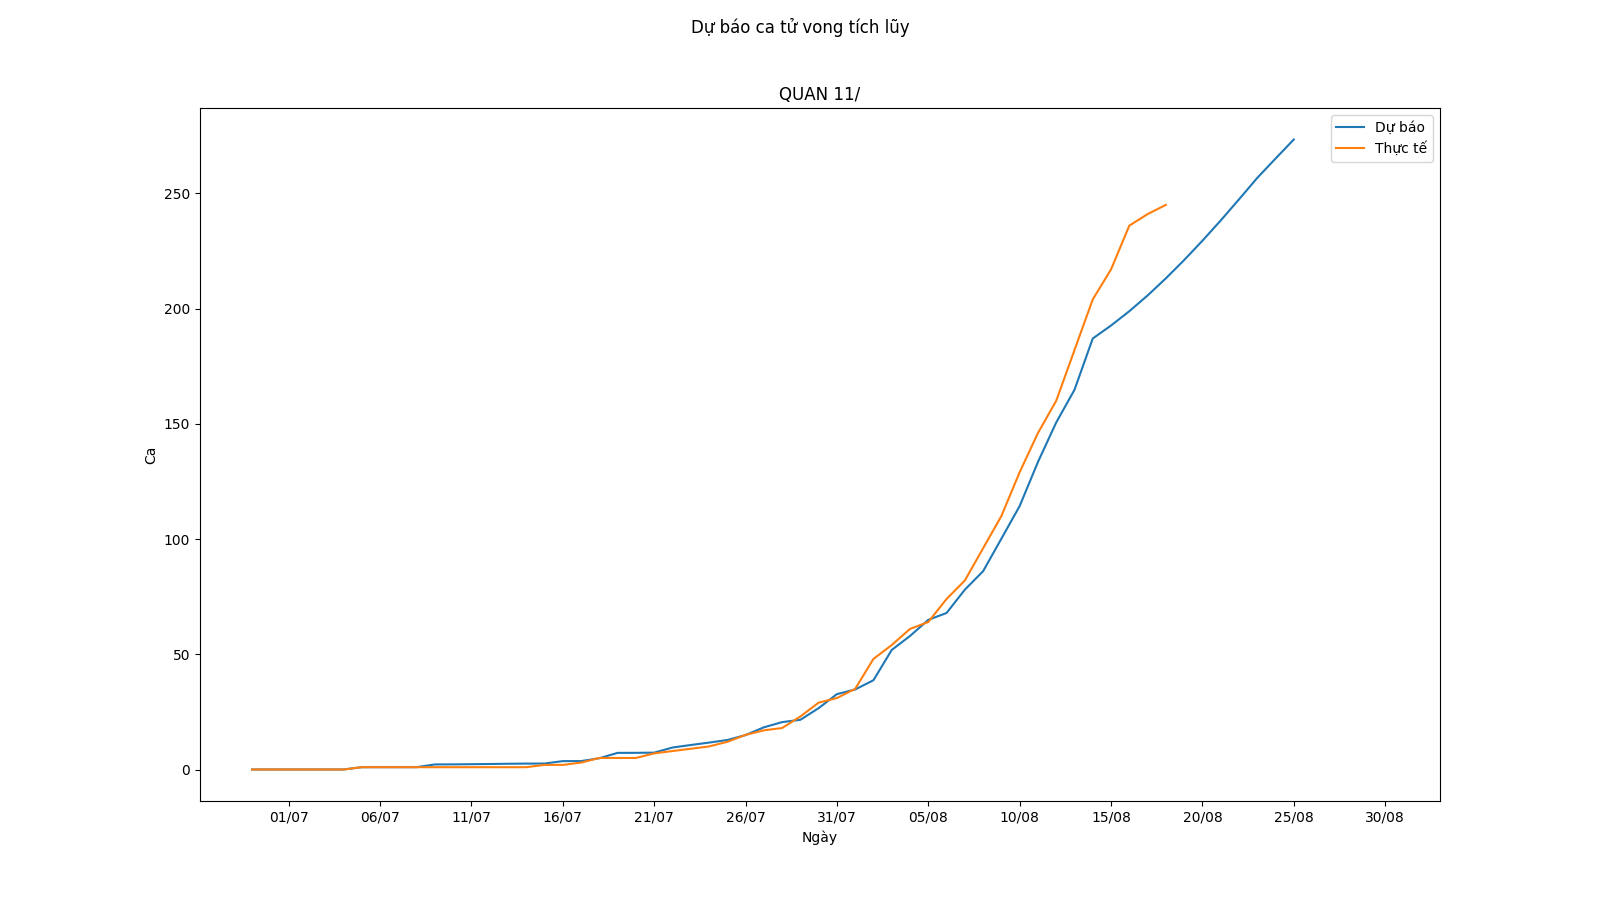 Dự báo ca tử vong tích lũy
QUAN 11/
Dự báo
Thực tế
250
200
150
100
50
0
Ca
01/07 06/07 11/07 16/07 21/07 26/07 31/07 05/08 10/08 15/08 20/08 25/08 30/08
Ngày